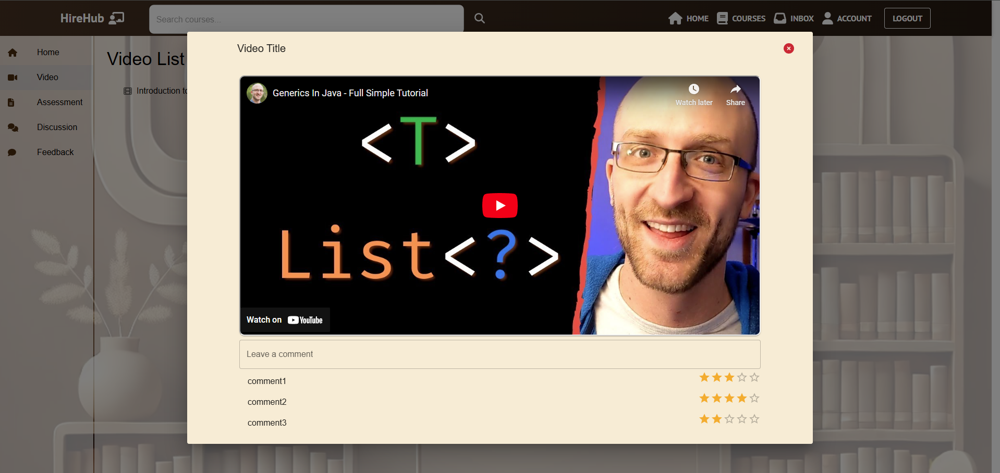 HireHub
Search courses...
HOME
COURSES
INBOX
ACCOUNT
LOGOUT
Home
Video
Assessment
Discussion
Feedback
Video List
Introduction to
Video Title
Generics In Java - Full Simple Tutorial
Watch later
Share
<T>
List<?>
Watch on YouTube
Leave a comment
comment1
comment2
comment3